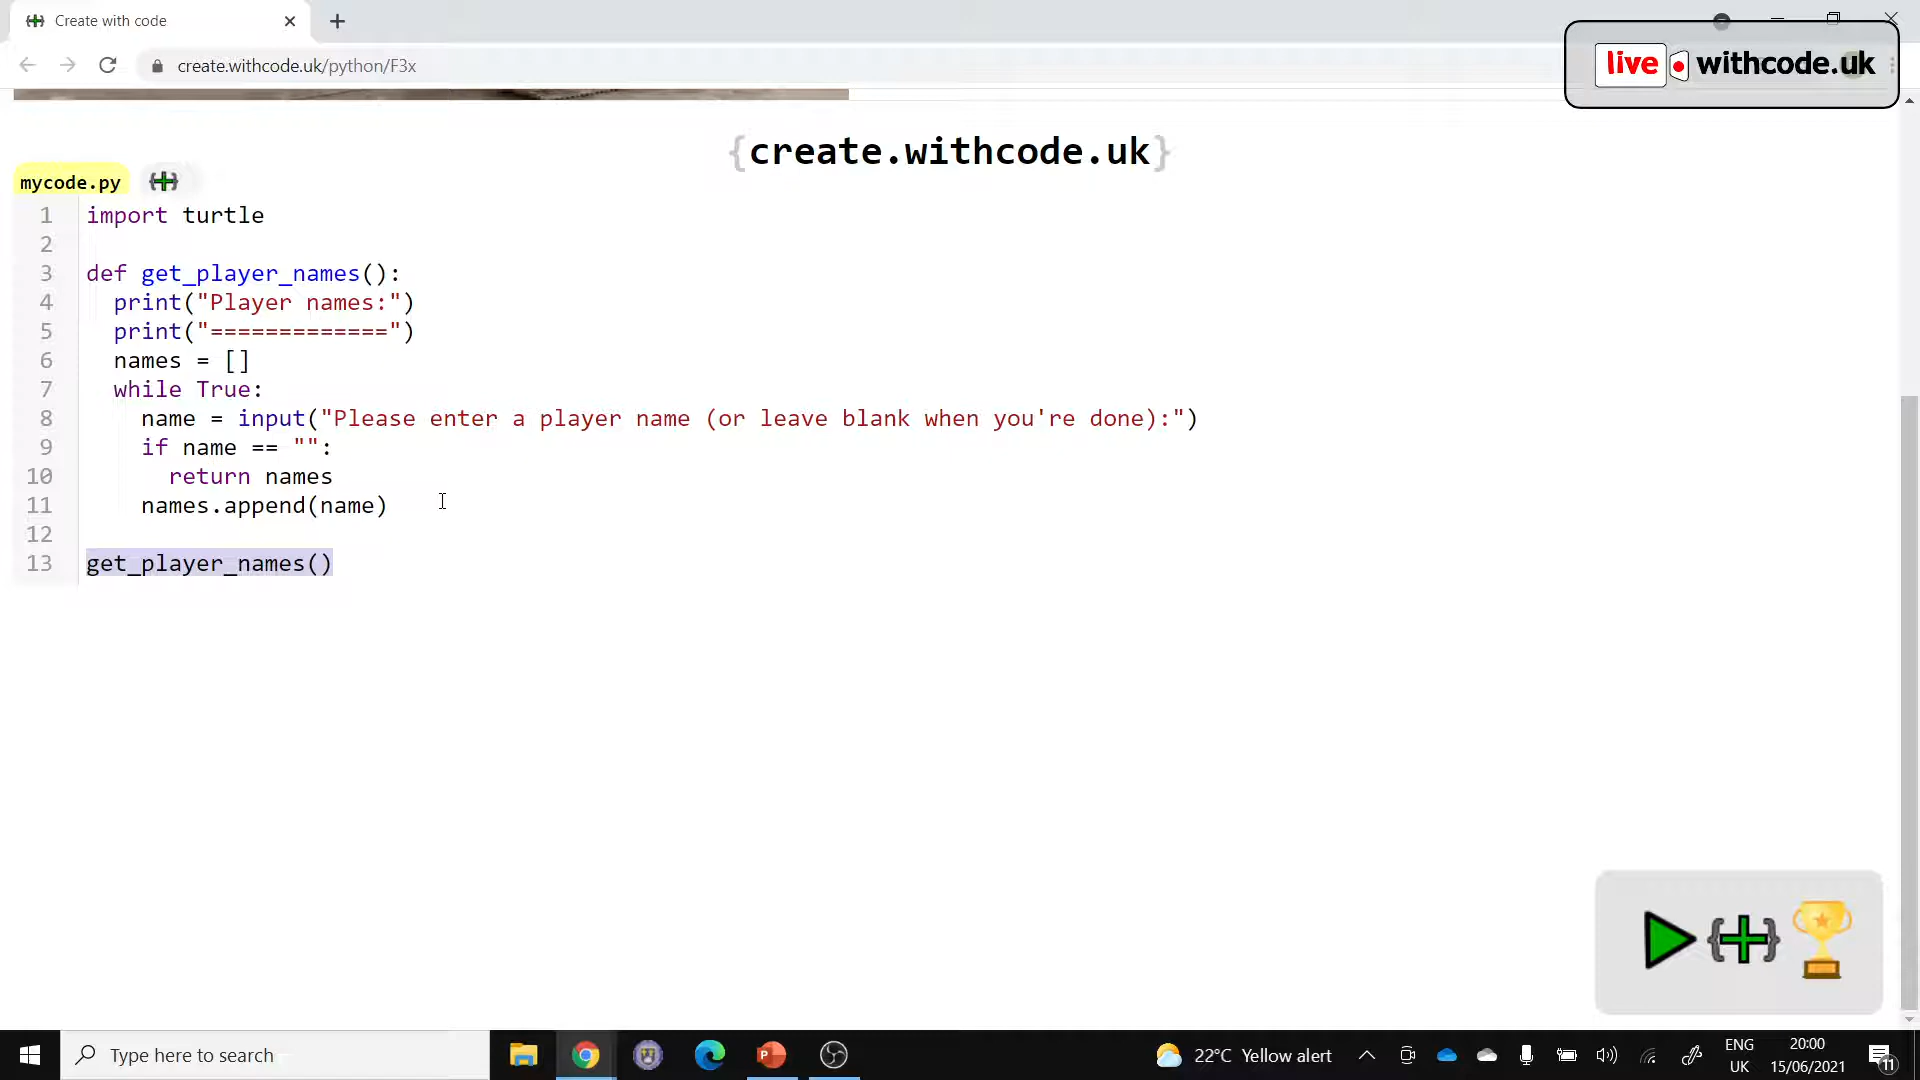 Create with code
create.withcode.uk/python/F3x
live withcode.uk
{create.withcode.uk}
mycode.py
1 import turtle
2
3 def get_player_names():
4 print("Player names:")
5 print("=============")
6 names = []
7 while True:
8 name = input("Please enter a player name (or leave blank when you're done):")
9 if name == "":
10 return names
11 names.append(name)
12
13 get_player_names()
Type here to search
22°C Yellow alert
ENG
UK
20:00
15/06/2021
11